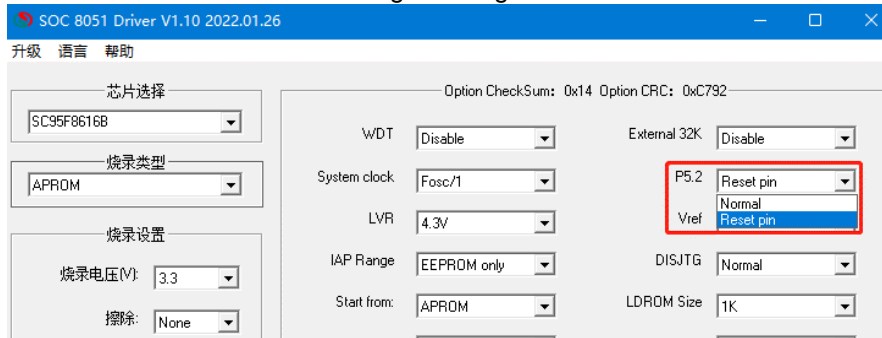 SOC 8051 Driver V1.10 2022.01.26
升级 语言 帮助
芯片选择
SC95F8616B
烧录类型
APROM
烧录设置
烧录电压(V): 3.3
擦除: None
Option CheckSum: 0x14 Option CRC: 0xC792
WDT Disable
External 32K Disable
System clock Fosc/1
P5.2 Reset pin
Normal
LVR 4.3V
Vref Reset pin
IAP Range EEPROM only
DISJTG Normal
Start from: APROM
LDROM Size 1K